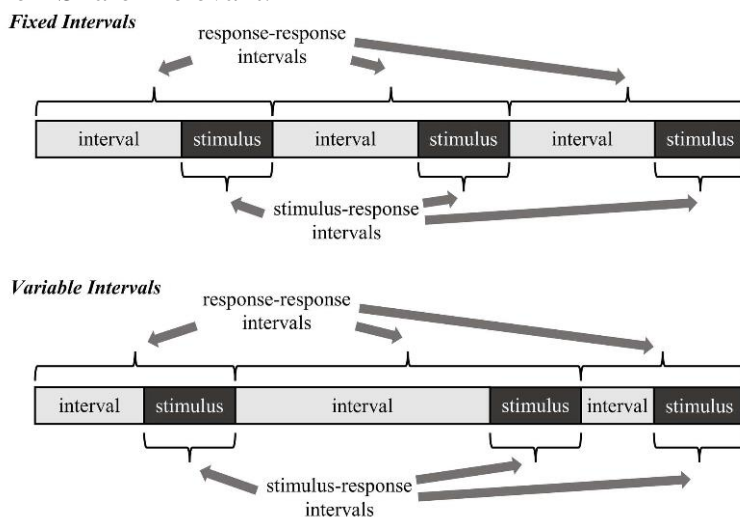 Fixed Intervals
response-response
intervals
interval stimulus interval stimulus interval stimulus
stimulus-response
intervals
Variable Intervals
response-response
intervals
interval stimulus interval stimulus interval stimulus
stimulus-response
intervals